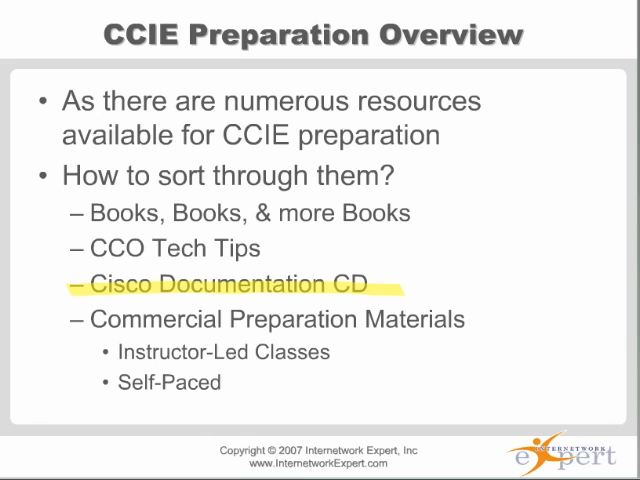 CCIE Preparation Overview
• As there are numerous resources
available for CCIE preparation
• How to sort through them?
– Books, Books, & more Books
– CCO Tech Tips
– Cisco Documentation CD
– Commercial Preparation Materials
• Instructor-Led Classes
• Self-Paced
Copyright © 2007 Internetwork Expert, Inc
www.InternetworkExpert.com
INTERNETWORK
eXpert